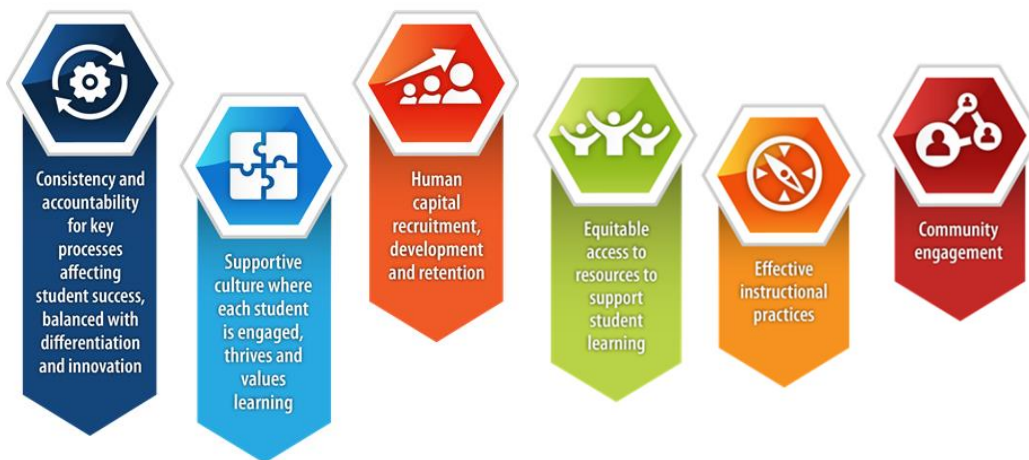 Consistency and
accountability
for key
processes
affecting
student success,
balanced with
differentiation
and innovation
Supportive
culture where
each student
is engaged,
thrives and
values
learning
Human
capital
recruitment,
development
and retention
Equitable
access to
resources to
support
student
learning
Effective
instructional
practices
Community
engagement